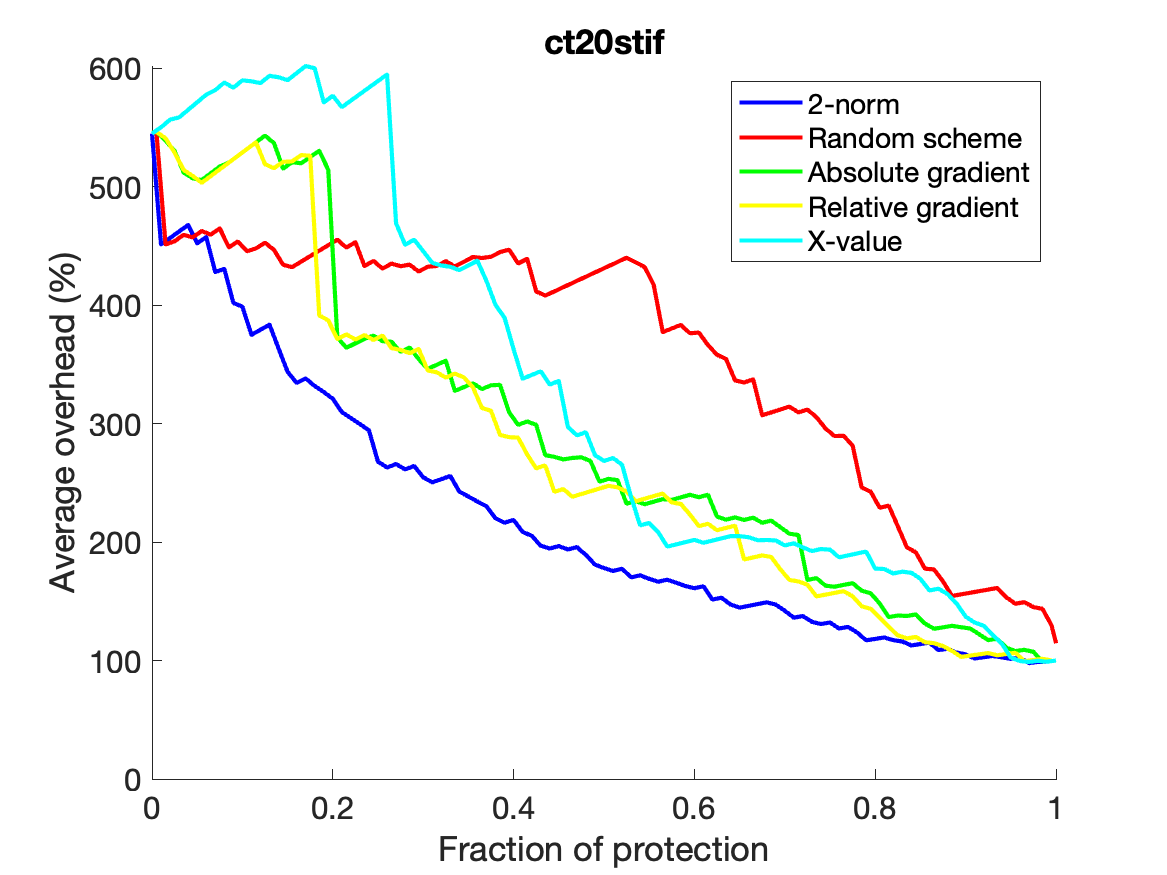 ct20stif
600
500
400
300
200
100
0
Average overhead (%)
2-norm
Random scheme
Absolute gradient
Relative gradient
X-value
0
0.2
0.4
0.6
0.8
1
Fraction of protection